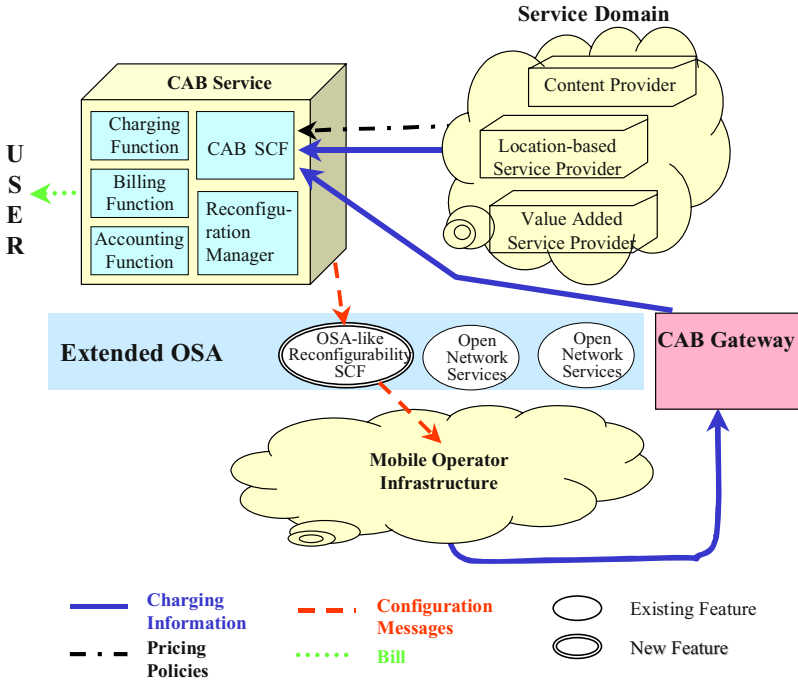 Service Domain
CAB Service
Content Provider
Charging
Function
CAB SCF
Location-based
Service Provider
U
S
E
R
Billing
Function
Reconfigu-
ration
Manager
Accounting
Function
Value Added
Service Provider
Extended OSA
OSA-like
Reconfigurability
SCF
Open
Network
Services
Open
Network
Services
CAB Gateway
Mobile Operator
Infrastructure
Charging
Information
Configuration
Messages
Existing Feature
Pricing
Policies
Bill
New Feature